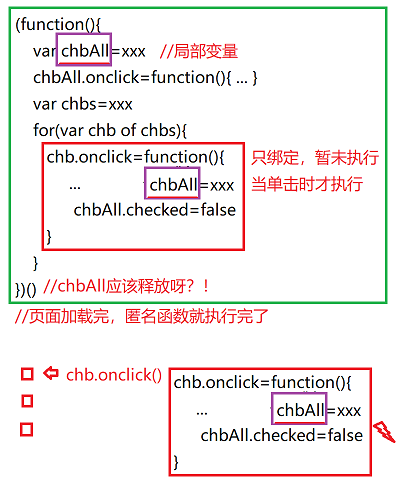 (function(){
var chbAll=xxx //局部变量
chbAll.onclick=function(){ ... }
var chbs=xxx
for(var chb of chbs){
chb.onclick=function(){ 只绑定，暂未执行
... chbAll=xxx 当单击时才执行
chbAll.checked=false
}
}
})() //chbAll应该释放呀？！
//页面加载完，匿名函数就执行完了
chb.onclick()
chb.onclick=function(){
... chbAll=xxx
chbAll.checked=false
}